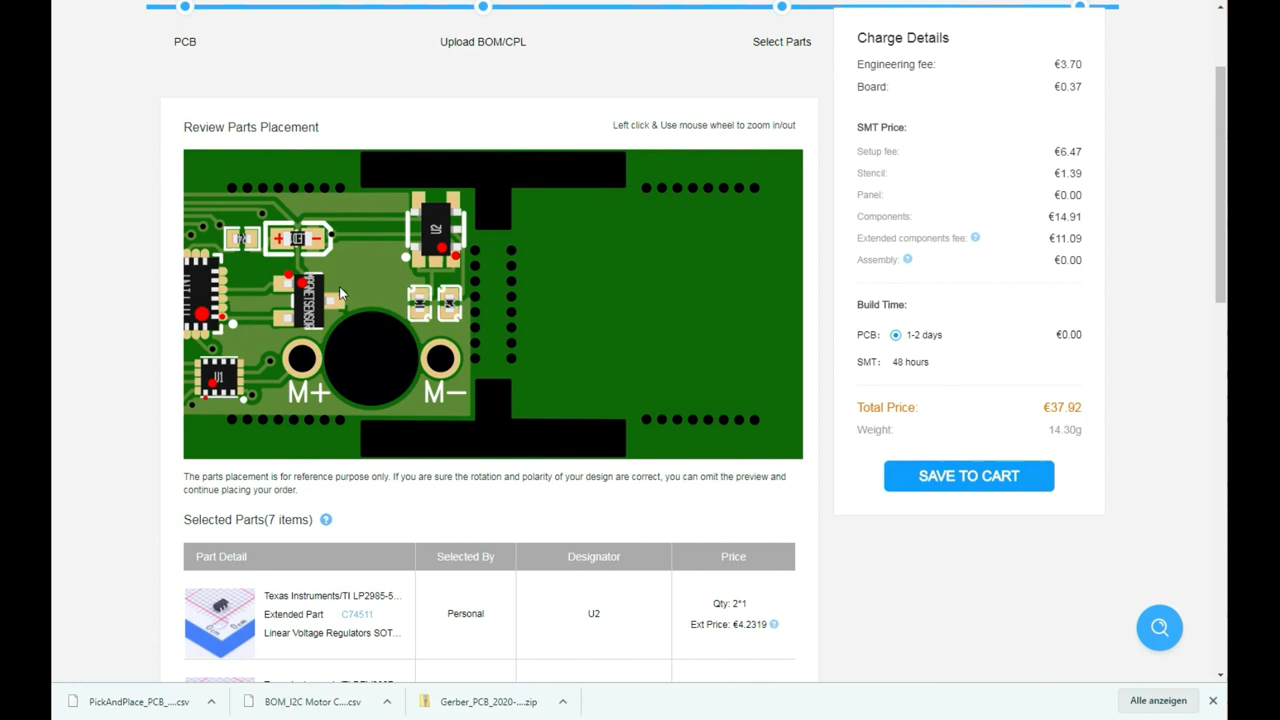 PCB
Upload BOM/CPL
Select Parts
Review Parts Placement
Left click & Use mouse wheel to zoom in/out
U2
LED
MAGNETSENSOR
U1
M+
M-
The parts placement is for reference purpose only. If you are sure the rotation and polarity of your design are correct, you can omit the preview and
continue placing your order.
Selected Parts(7 items)
Part Detail
Selected By
Designator
Price
Texas Instruments/TI LP2985-5...
Extended Part C74511
Linear Voltage Regulators SOT...
Personal
U2
Qty: 2*1
Ext Price: €4.2319
Charge Details
Engineering fee: €3.70
Board: €0.37
SMT Price:
Setup fee: €6.47
Stencil: €1.39
Panel: €0.00
Components: €14.91
Extended components fee: €11.09
Assembly: €0.00
Build Time:
PCB: 1-2 days €0.00
SMT: 48 hours
Total Price: €37.92
Weight: 14.30g
SAVE TO CART
PickAndPlace_PCB_....csv
BOM_I2C Motor C....csv
Gerber_PCB_2020-....zip
Alle anzeigen